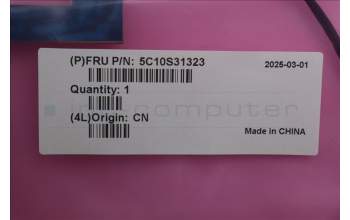 (P)FRU P/N: 5C10S31323
2025-03-01
Quantity: 1
(4L)Origin: CN
Made in CHINA